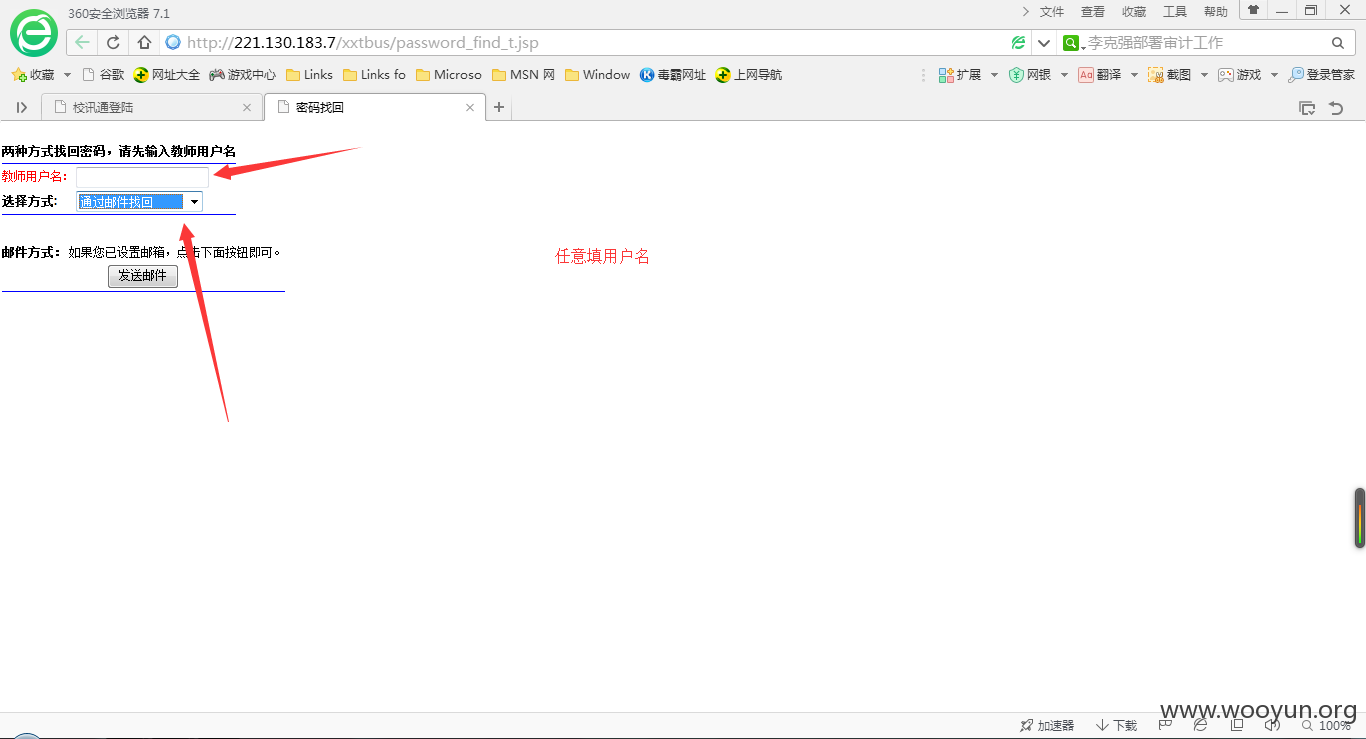 360安全浏览器 7.1
文件 查看 收藏 工具 帮助
http://221.130.183.7/xxtbus/password_find_t.jsp
李克强部署审计工作
收藏 谷歌 网址大全 游戏中心 Links Links fo Microso MSN 网 Window 毒霸网址 上网导航 扩展 网银 翻译 截图 游戏 登录管家
校讯通登陆 密码找回
两种方式找回密码，请先输入教师用户名
教师用户名：
选择方式: 通过邮件找回
邮件方式：如果您已设置邮箱，点击下面按钮即可。
任意填用户名
发送邮件
www.wooyun.org
加速器 下载 100%